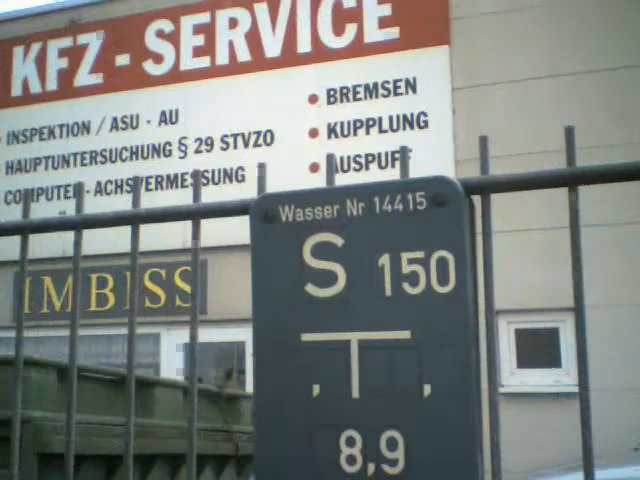 KFZ - SERVICE
INSPEKTION / ASU - AU
HAUPTUNTERSUCHUNG § 29 STVZO
COMPUTER - ACHSVERMESSUNG
BREMSEN
KUPPLUNG
AUSPUFF
IMBISS
Wasser Nr 14415
S 150
, T ,
8,9